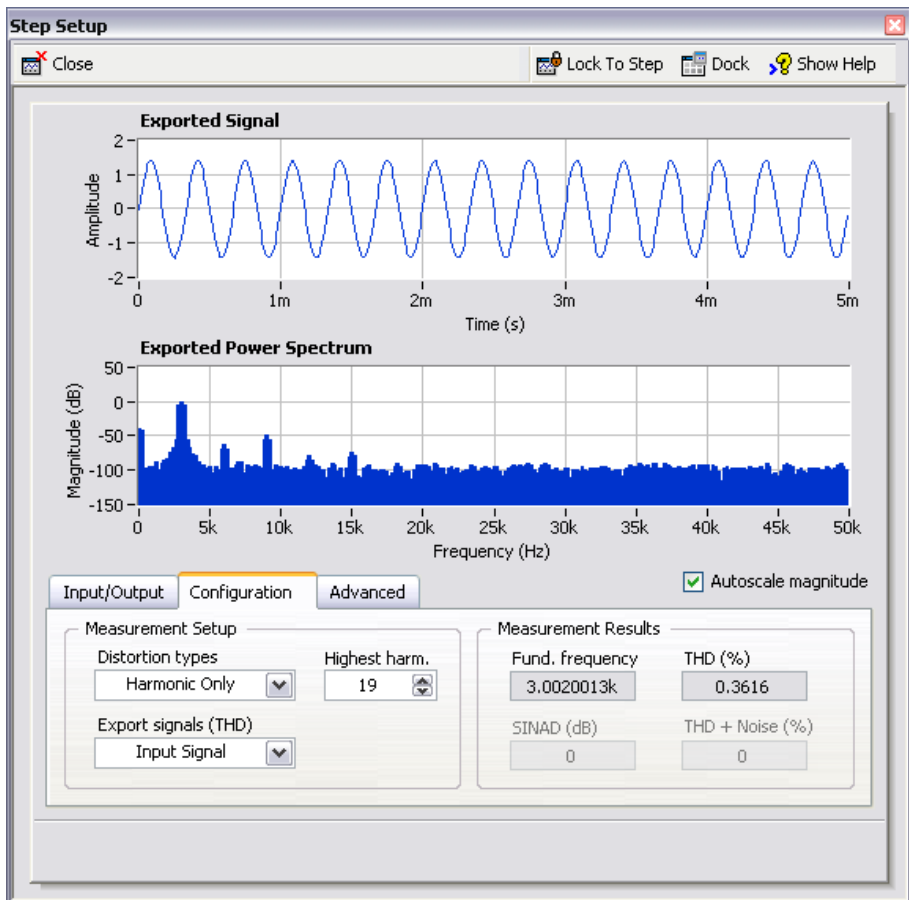 Step Setup
Close Lock To Step Dock Show Help
Exported Signal
Amplitude
2
1
0
-1
-2
0 1m 2m 3m 4m 5m
Time (s)
Exported Power Spectrum
Magnitude (dB)
50
0
-50
-100
-150
0 5k 10k 15k 20k 25k 30k 35k 40k 45k 50k
Frequency (Hz)
Autoscale magnitude
Input/Output Configuration Advanced
Measurement Setup
Distortion types Highest harm.
Harmonic Only 19
Export signals (THD)
Input Signal
Measurement Results
Fund. frequency THD (%)
3.0020013k 0.3616
SINAD (dB) THD + Noise (%)
0 0